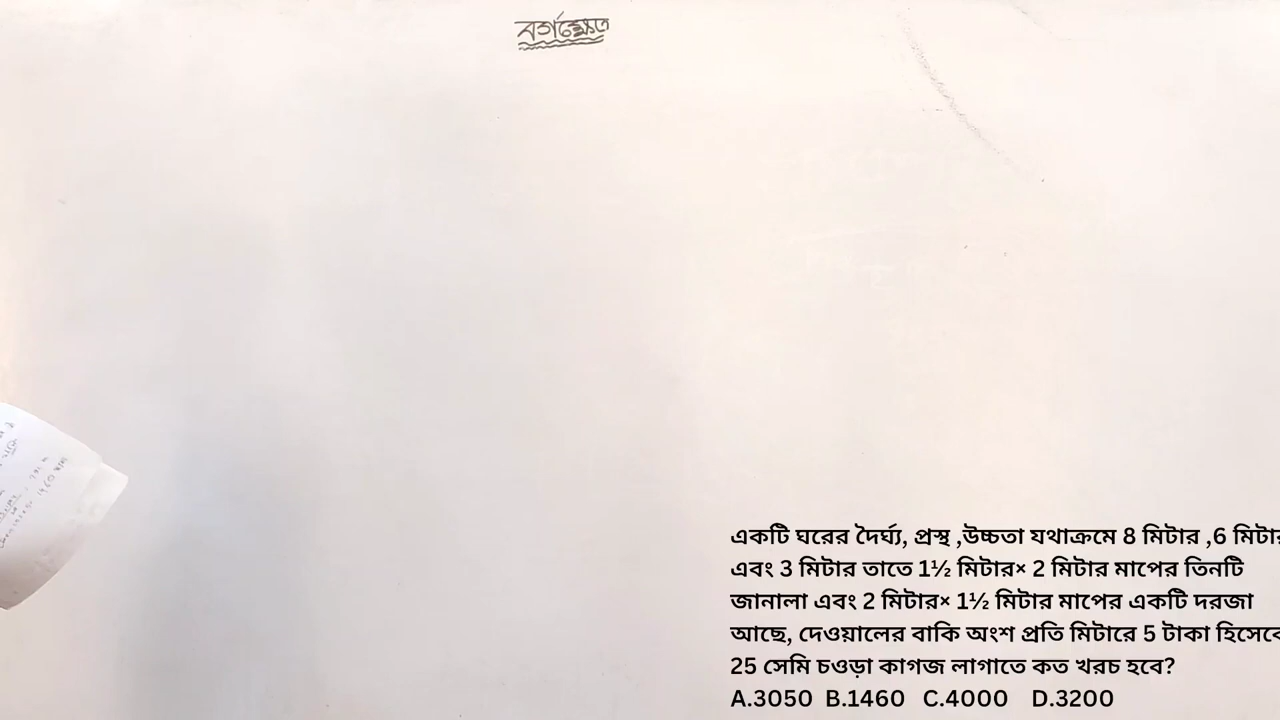 বর্গক্ষেত্র
একটি ঘরের দৈর্ঘ্য, প্রস্থ ,উচ্চতা যথাক্রমে 8 মিটার ,6 মিটার
এবং 3 মিটার তাতে 1½ মিটার× 2 মিটার মাপের তিনটি
জানালা এবং 2 মিটার× 1½ মিটার মাপের একটি দরজা
আছে, দেওয়ালের বাকি অংশ প্রতি মিটারে 5 টাকা হিসেবে
25 সেমি চওড়া কাগজ লাগাতে কত খরচ হবে?
A.3050 B.1460 C.4000 D.3200